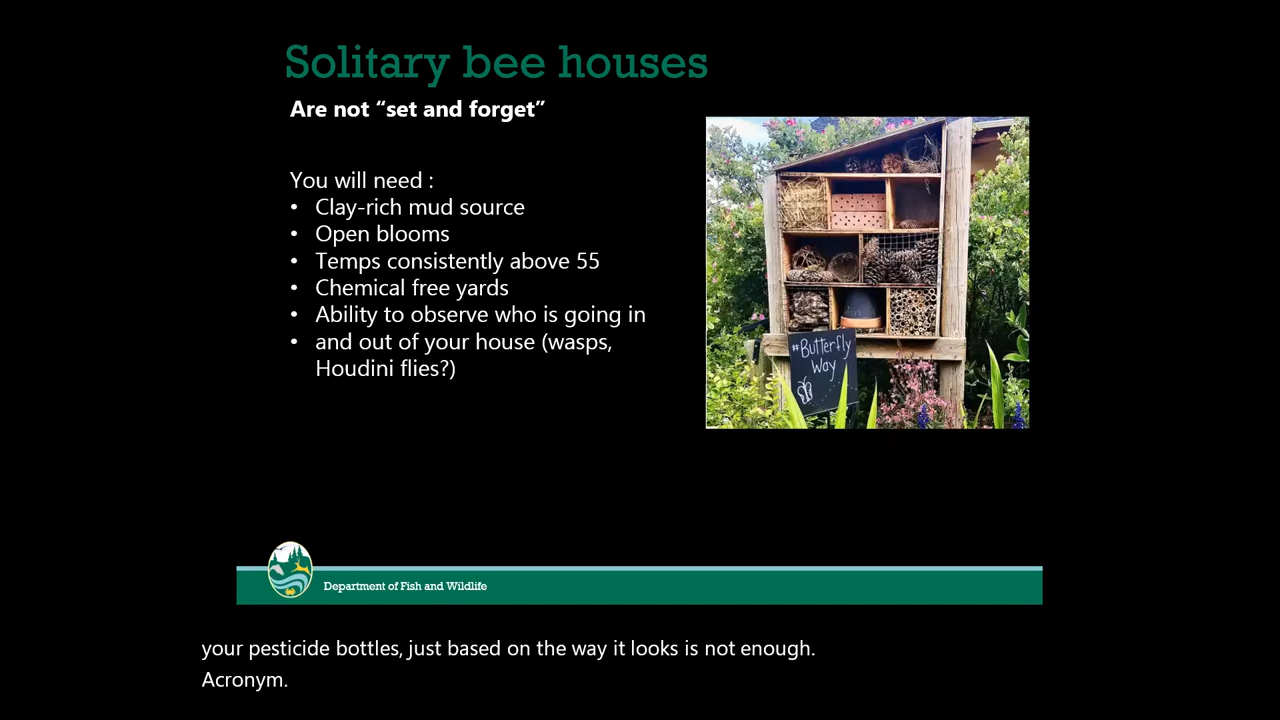 Solitary bee houses
Are not “set and forget”
You will need :
• Clay-rich mud source
• Open blooms
• Temps consistently above 55
• Chemical free yards
• Ability to observe who is going in
• and out of your house (wasps,
Houdini flies?)
#Butterfly
Way
Department of Fish and Wildlife
your pesticide bottles, just based on the way it looks is not enough.
Acronym.